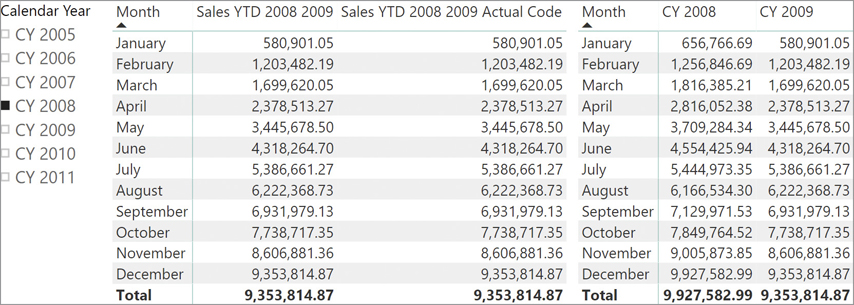 Calendar Year
CY 2005
CY 2006
CY 2007
CY 2008
CY 2009
CY 2010
CY 2011
Month Sales YTD 2008 2009 Sales YTD 2008 2009 Actual Code
January 580,901.05 580,901.05
February 1,203,482.19 1,203,482.19
March 1,699,620.05 1,699,620.05
April 2,378,513.27 2,378,513.27
May 3,445,678.50 3,445,678.50
June 4,318,264.70 4,318,264.70
July 5,386,661.27 5,386,661.27
August 6,222,368.73 6,222,368.73
September 6,931,979.13 6,931,979.13
October 7,738,717.35 7,738,717.35
November 8,606,881.36 8,606,881.36
December 9,353,814.87 9,353,814.87
Total 9,353,814.87 9,353,814.87
Month CY 2008 CY 2009
January 656,766.69 580,901.05
February 1,256,846.69 1,203,482.19
March 1,816,385.21 1,699,620.05
April 2,816,052.38 2,378,513.27
May 3,709,284.34 3,445,678.50
June 4,554,425.94 4,318,264.70
July 5,444,973.35 5,386,661.27
August 6,166,534.30 6,222,368.73
September 7,129,971.53 6,931,979.13
October 7,849,764.52 7,738,717.35
November 9,005,873.85 8,606,881.36
December 9,927,582.99 9,353,814.87
Total 9,927,582.99 9,353,814.87